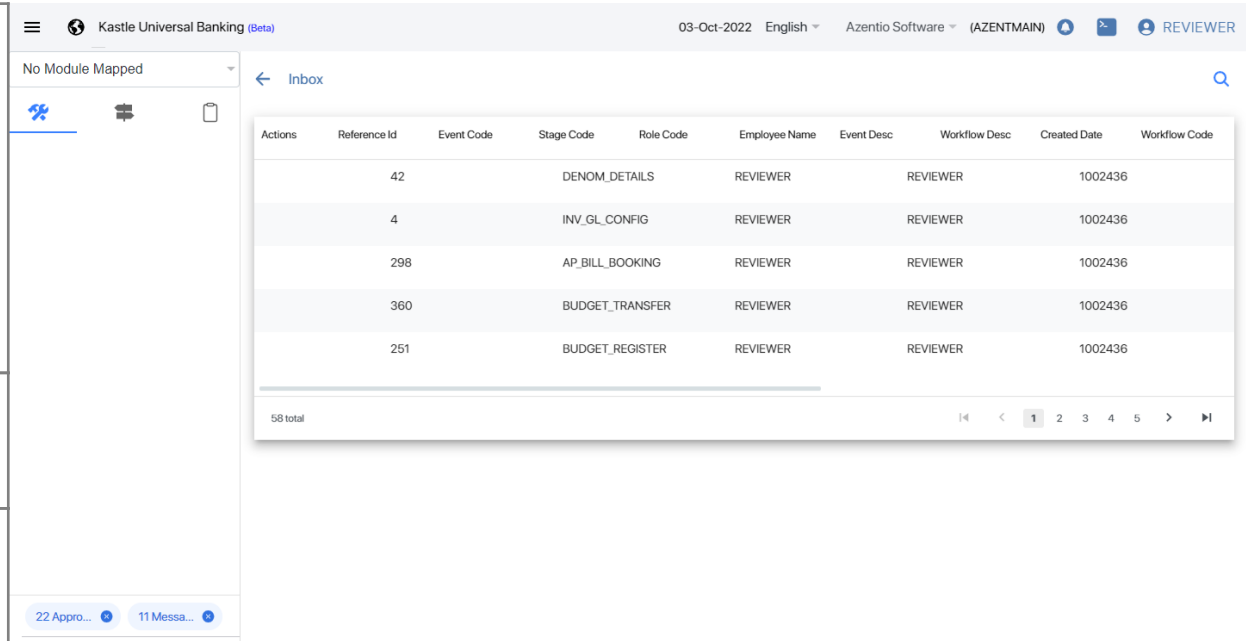 Kastle Universal Banking (Beta)
03-Oct-2022 English Azentio Software (AZENTMAIN) REVIEWER
No Module Mapped
Inbox
Actions Reference Id Event Code Stage Code Role Code Employee Name Event Desc Workflow Desc Created Date Workflow Code
42 DENOM_DETAILS REVIEWER REVIEWER 1002436
4 INV_GL_CONFIG REVIEWER REVIEWER 1002436
298 AP_BILL_BOOKING REVIEWER REVIEWER 1002436
360 BUDGET_TRANSFER REVIEWER REVIEWER 1002436
251 BUDGET_REGISTER REVIEWER REVIEWER 1002436
58 total 1 2 3 4 5
22 Appro... 11 Messa...